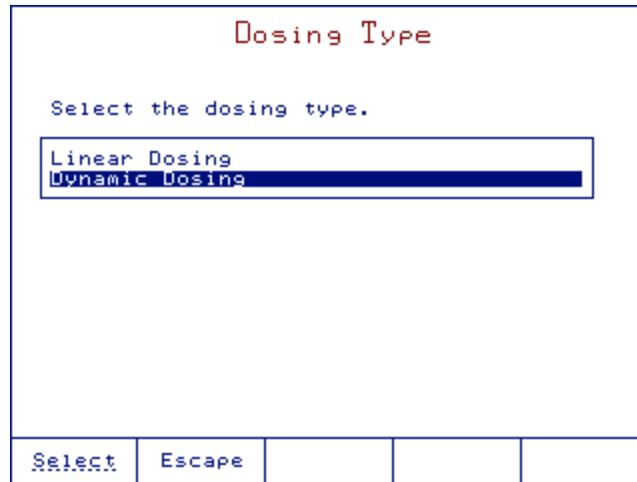 Dosing Type
Select the dosing type.
Linear Dosing
Dynamic Dosing
Select Escape